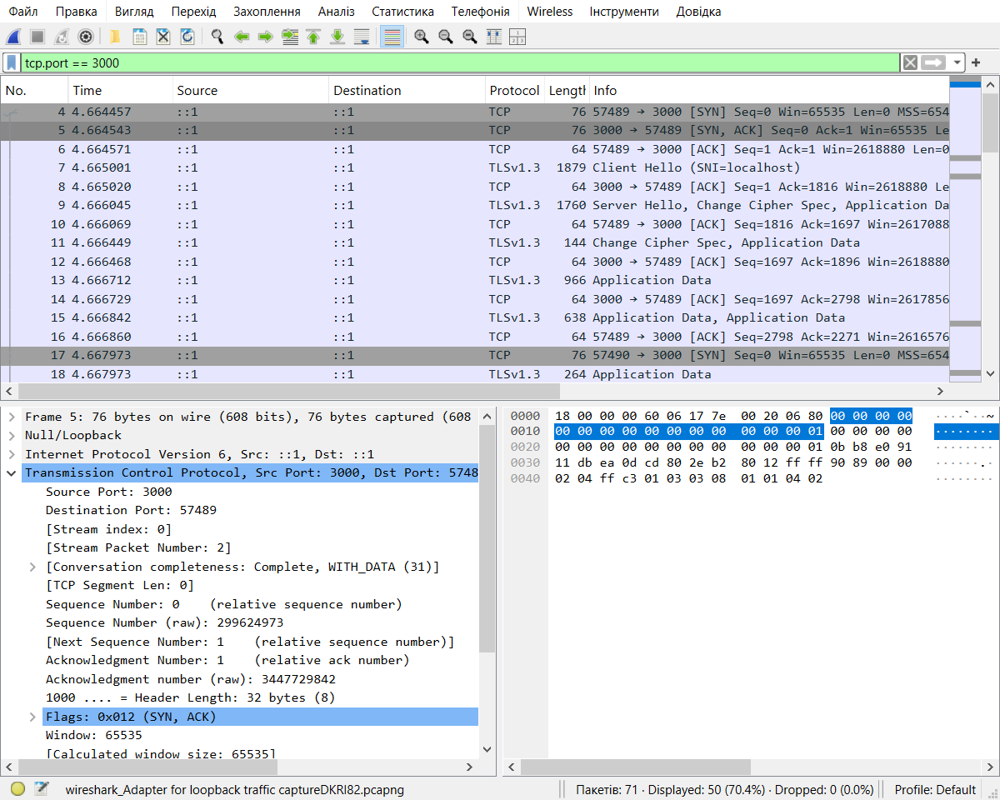 Файл Правка Вигляд Перехід Захоплення Аналіз Статистика Телефонія Wireless Інструменти Довідка
tcp.port == 3000
No. Time Source Destination Protocol Length Info
4 4.664457 ::1 ::1 TCP 76 57489 → 3000 [SYN] Seq=0 Win=65535 Len=0 MSS=654
5 4.664543 ::1 ::1 TCP 76 3000 → 57489 [SYN, ACK] Seq=0 Ack=1 Win=65535 Le
6 4.664571 ::1 ::1 TCP 64 57489 → 3000 [ACK] Seq=1 Ack=1 Win=2618880 Len=0
7 4.665001 ::1 ::1 TLSv1.3 1879 Client Hello (SNI=localhost)
8 4.665020 ::1 ::1 TCP 64 3000 → 57489 [ACK] Seq=1 Ack=1816 Win=2618880 Le
9 4.666045 ::1 ::1 TLSv1.3 1760 Server Hello, Change Cipher Spec, Application Da
10 4.666069 ::1 ::1 TCP 64 57489 → 3000 [ACK] Seq=1816 Ack=1697 Win=2617088
11 4.666449 ::1 ::1 TLSv1.3 144 Change Cipher Spec, Application Data
12 4.666468 ::1 ::1 TCP 64 3000 → 57489 [ACK] Seq=1697 Ack=1896 Win=2618880
13 4.666712 ::1 ::1 TLSv1.3 966 Application Data
14 4.666729 ::1 ::1 TCP 64 3000 → 57489 [ACK] Seq=1697 Ack=2798 Win=2617856
15 4.666842 ::1 ::1 TLSv1.3 638 Application Data, Application Data
16 4.666860 ::1 ::1 TCP 64 57489 → 3000 [ACK] Seq=2798 Ack=2271 Win=2616576
17 4.667973 ::1 ::1 TCP 76 57490 → 3000 [SYN] Seq=0 Win=65535 Len=0 MSS=654
18 4.667973 ::1 ::1 TLSv1.3 264 Application Data
Frame 5: 76 bytes on wire (608 bits), 76 bytes captured (608
Null/Loopback
Internet Protocol Version 6, Src: ::1, Dst: ::1
Transmission Control Protocol, Src Port: 3000, Dst Port: 5748
Source Port: 3000
Destination Port: 57489
[Stream index: 0]
[Stream Packet Number: 2]
[Conversation completeness: Complete, WITH_DATA (31)]
[TCP Segment Len: 0]
Sequence Number: 0 (relative sequence number)
Sequence Number (raw): 299624973
[Next Sequence Number: 1 (relative sequence number)]
Acknowledgment Number: 1 (relative ack number)
Acknowledgment number (raw): 3447729842
1000 .... = Header Length: 32 bytes (8)
Flags: 0x012 (SYN, ACK)
Window: 65535
[Calculated window size: 65535]
0000 18 00 00 00 60 06 17 7e 00 20 06 80 00 00 00 00 ····`··~
0010 00 00 00 00 00 00 00 00 00 00 00 01 00 00 00 00 ········
0020 00 00 00 00 00 00 00 00 00 00 00 01 0b b8 e0 91 ········
0030 11 db ea 0d cd 80 2e b2 80 12 ff ff 90 89 00 00 ······.·
0040 02 04 ff c3 01 03 03 08 01 01 04 02 ········
wireshark_Adapter for loopback traffic captureDKRI82.pcapng
Пакетів: 71 · Displayed: 50 (70.4%) · Dropped: 0 (0.0%)
Profile: Default